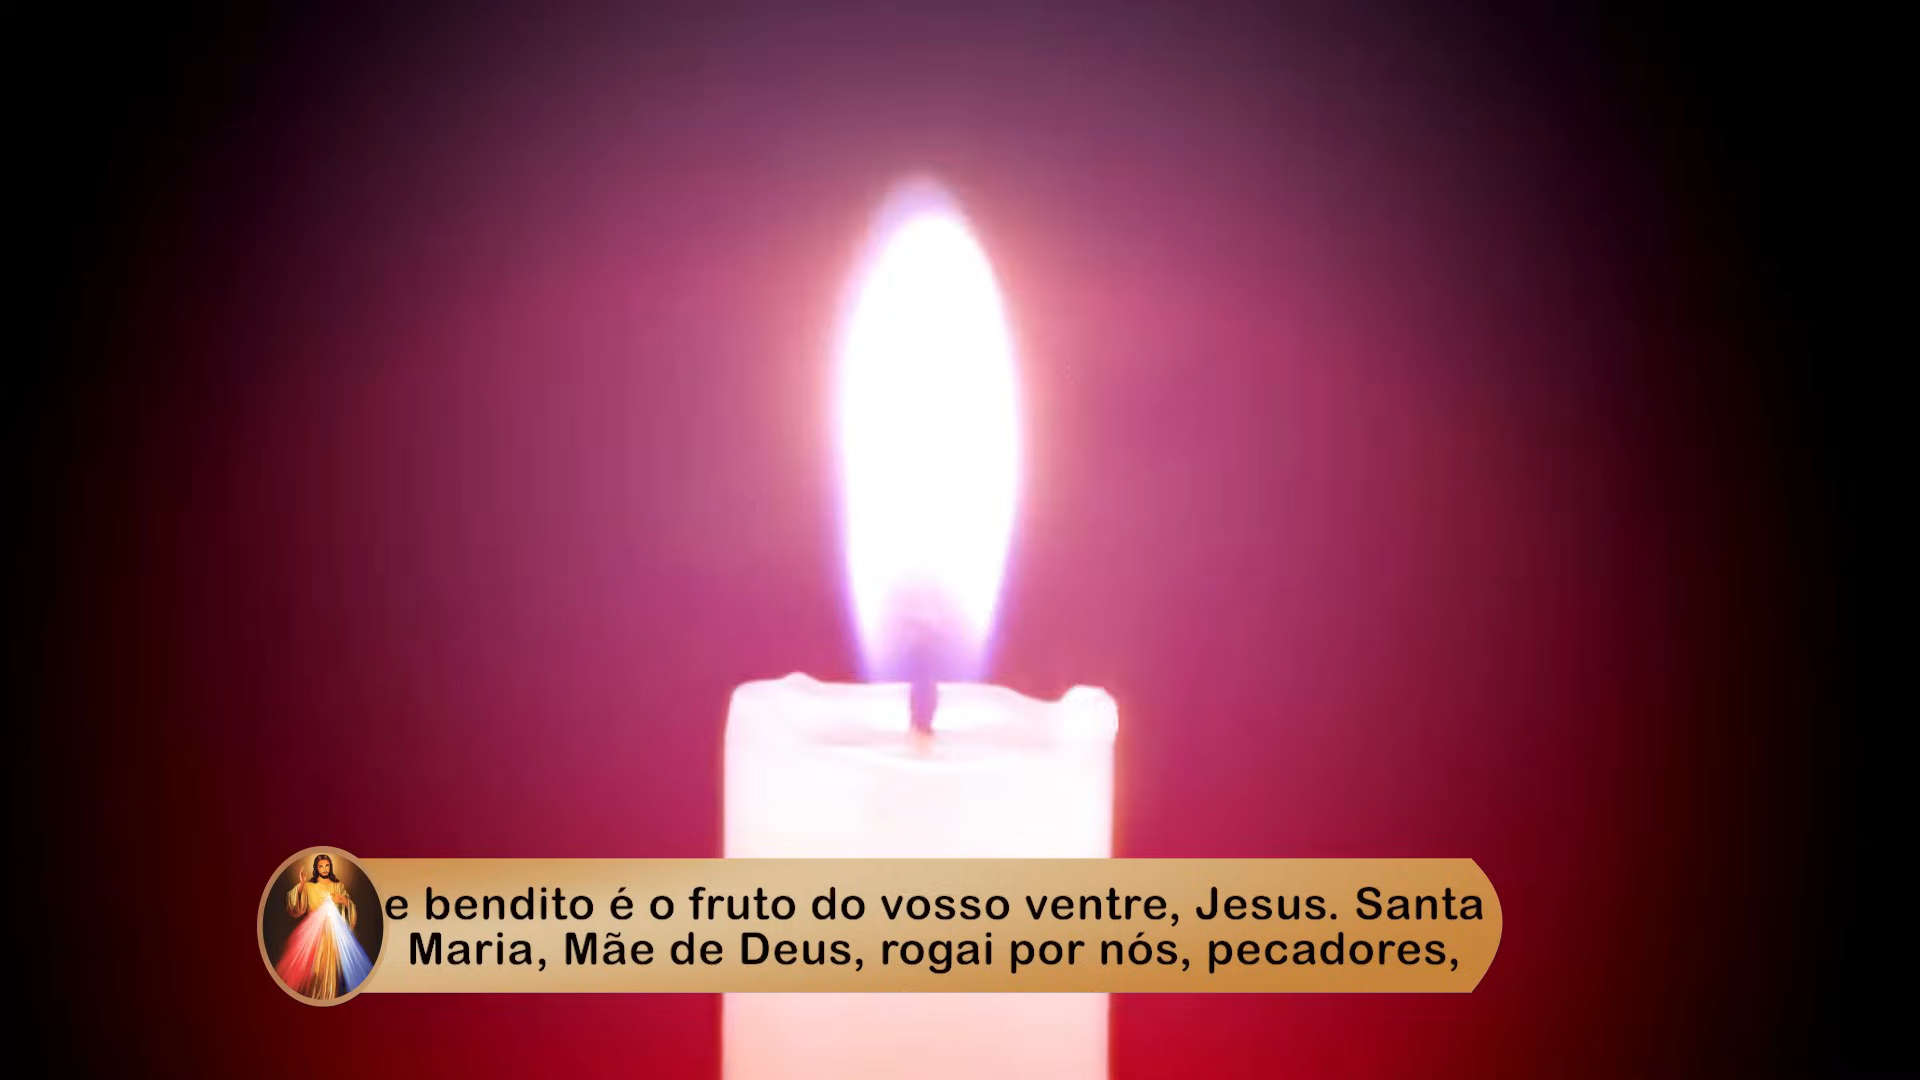 e bendito é o fruto do vosso ventre, Jesus. Santa
Maria, Mãe de Deus, rogai por nós, pecadores,